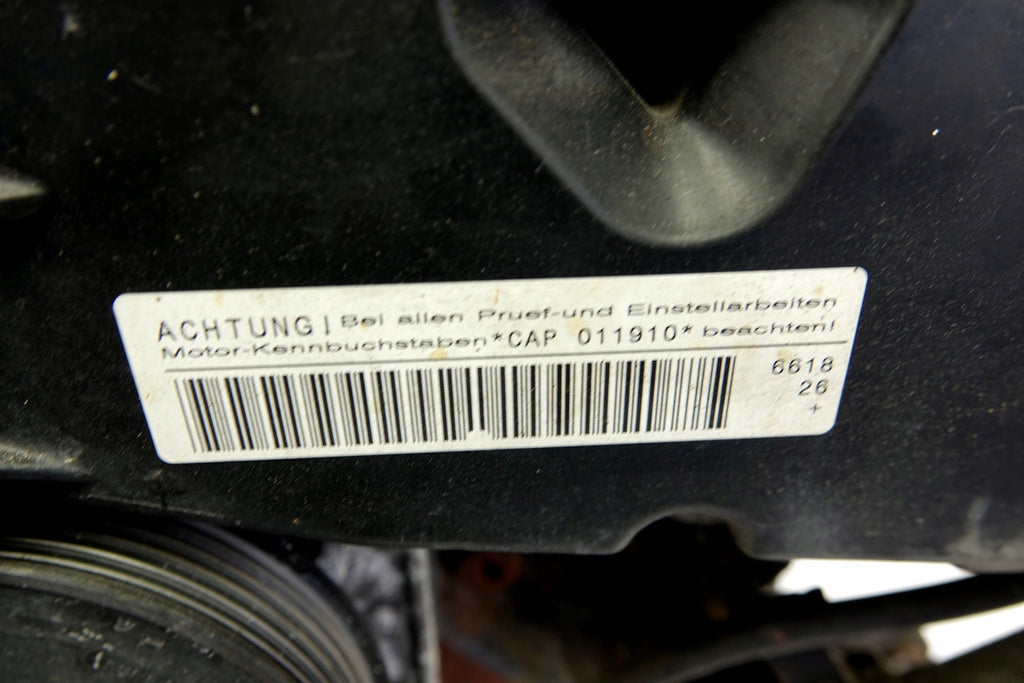 ACHTUNG! Bei allen Pruef-und Einstellarbeiten
Motor-Kennbuchstaben*CAP 011910* beachten!
6618
26
+